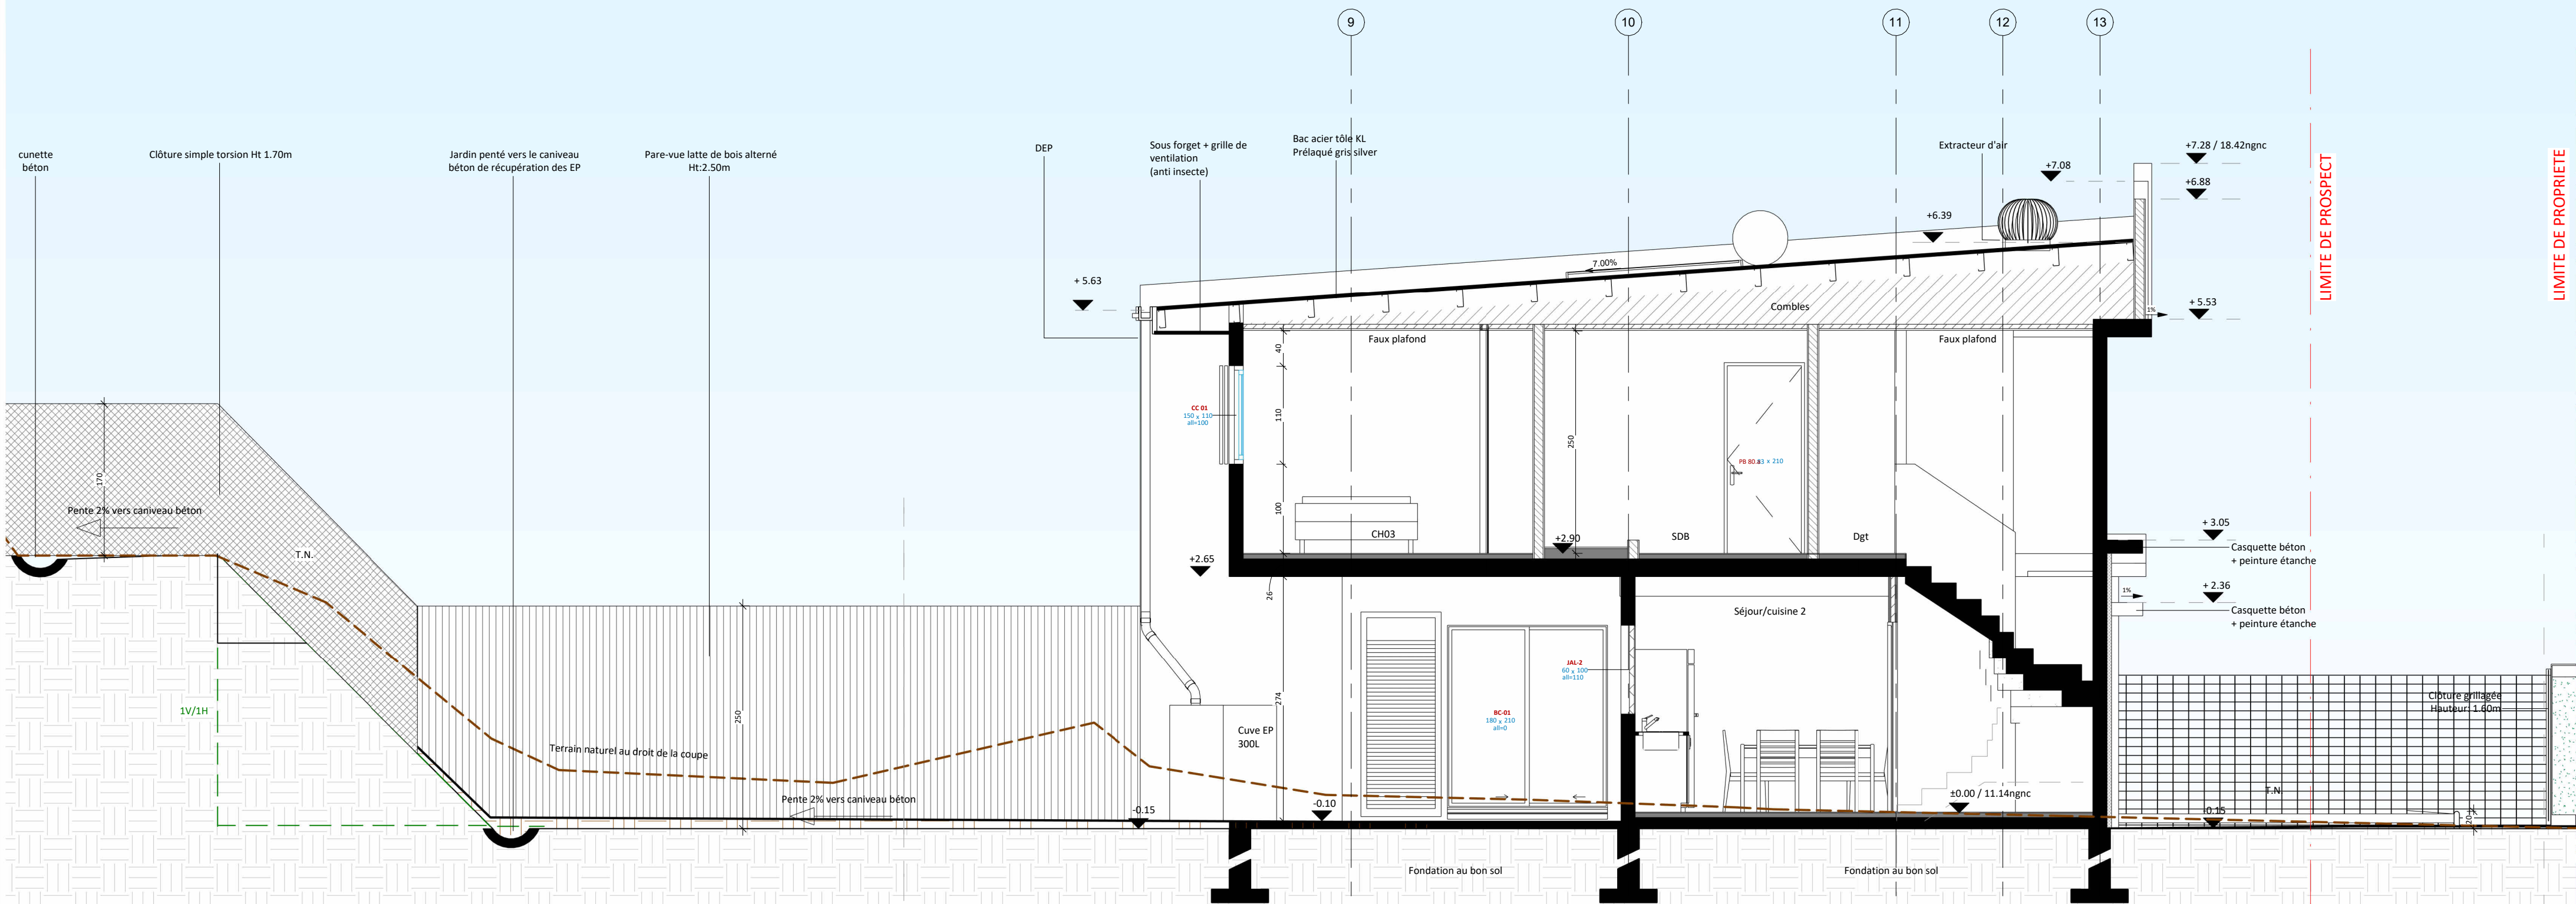 9
10
11
12
13
cunette
béton
Clôture simple torsion Ht 1.70m
Jardin penté vers le caniveau
béton de récupération des EP
Pare-vue latte de bois alterné
Ht:2.50m
DEP
Sous forget + grille de
ventilation
(anti insecte)
Bac acier tôle KL
Prélaqué gris silver
Extracteur d'air
+7.08
+7.28 / 18.42ngnc
+6.88
+6.39
LIMITE DE PROSPECT
LIMITE DE PROPRIETE
+ 5.63
7.00%
Combles
+ 5.53
1%
Faux plafond
Faux plafond
40
110
100
250
CC 01
150 x 110
all=100
PB 80.
x 210
170
Pente 2% vers caniveau béton
T.N.
CH03
+2.90
SDB
Dgt
+ 3.05
Casquette béton
+ peinture étanche
+2.65
26
+ 2.36
1%
Casquette béton
+ peinture étanche
Séjour/cuisine 2
JAL-2
60 x 100
all=110
1V/1H
250
274
BC-01
180 x 210
all=0
Clôture grillagée
Hauteur: 1.60m
Cuve EP
300L
Terrain naturel au droit de la coupe
Pente 2% vers caniveau béton
-0.15
-0.10
±0.00 / 11.14ngnc
T.N.
-0.15
20
Fondation au bon sol
Fondation au bon sol